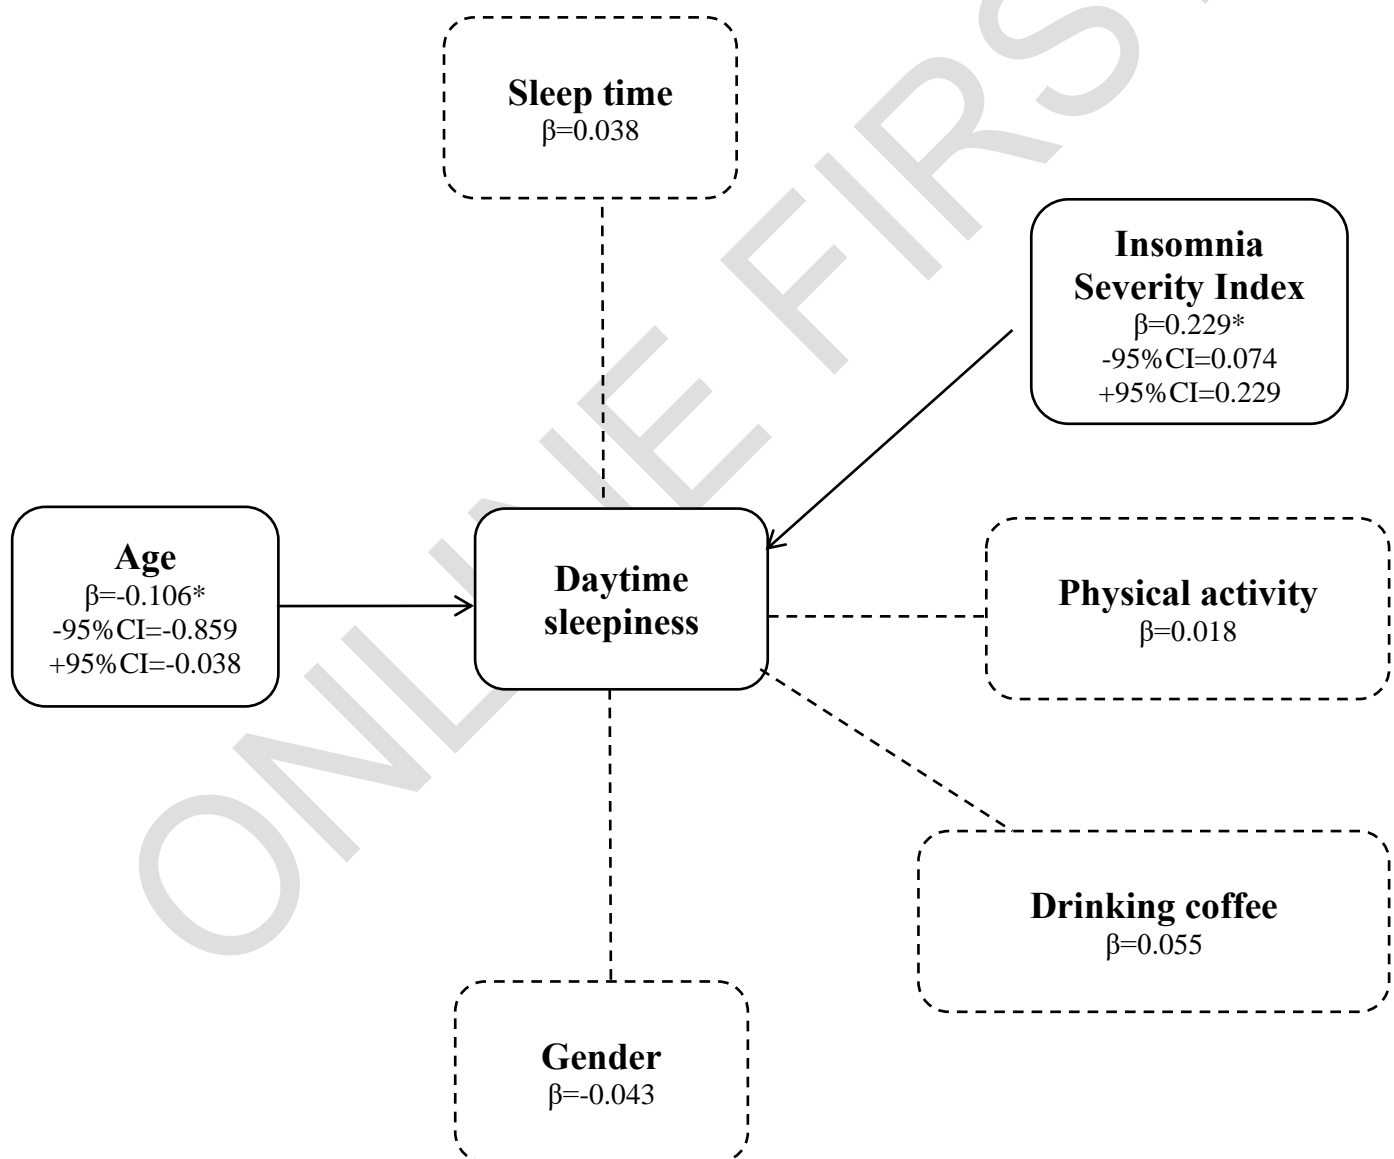 Sleep time
β=0.038
Insomnia
Severity Index
β=0.229*
-95%CI=0.074
+95%CI=0.229
Age
β=-0.106*
-95%CI=-0.859
+95%CI=-0.038
Daytime
sleepiness
Physical activity
β=0.018
Drinking coffee
β=0.055
Gender
β=-0.043
ONLINE FIRS